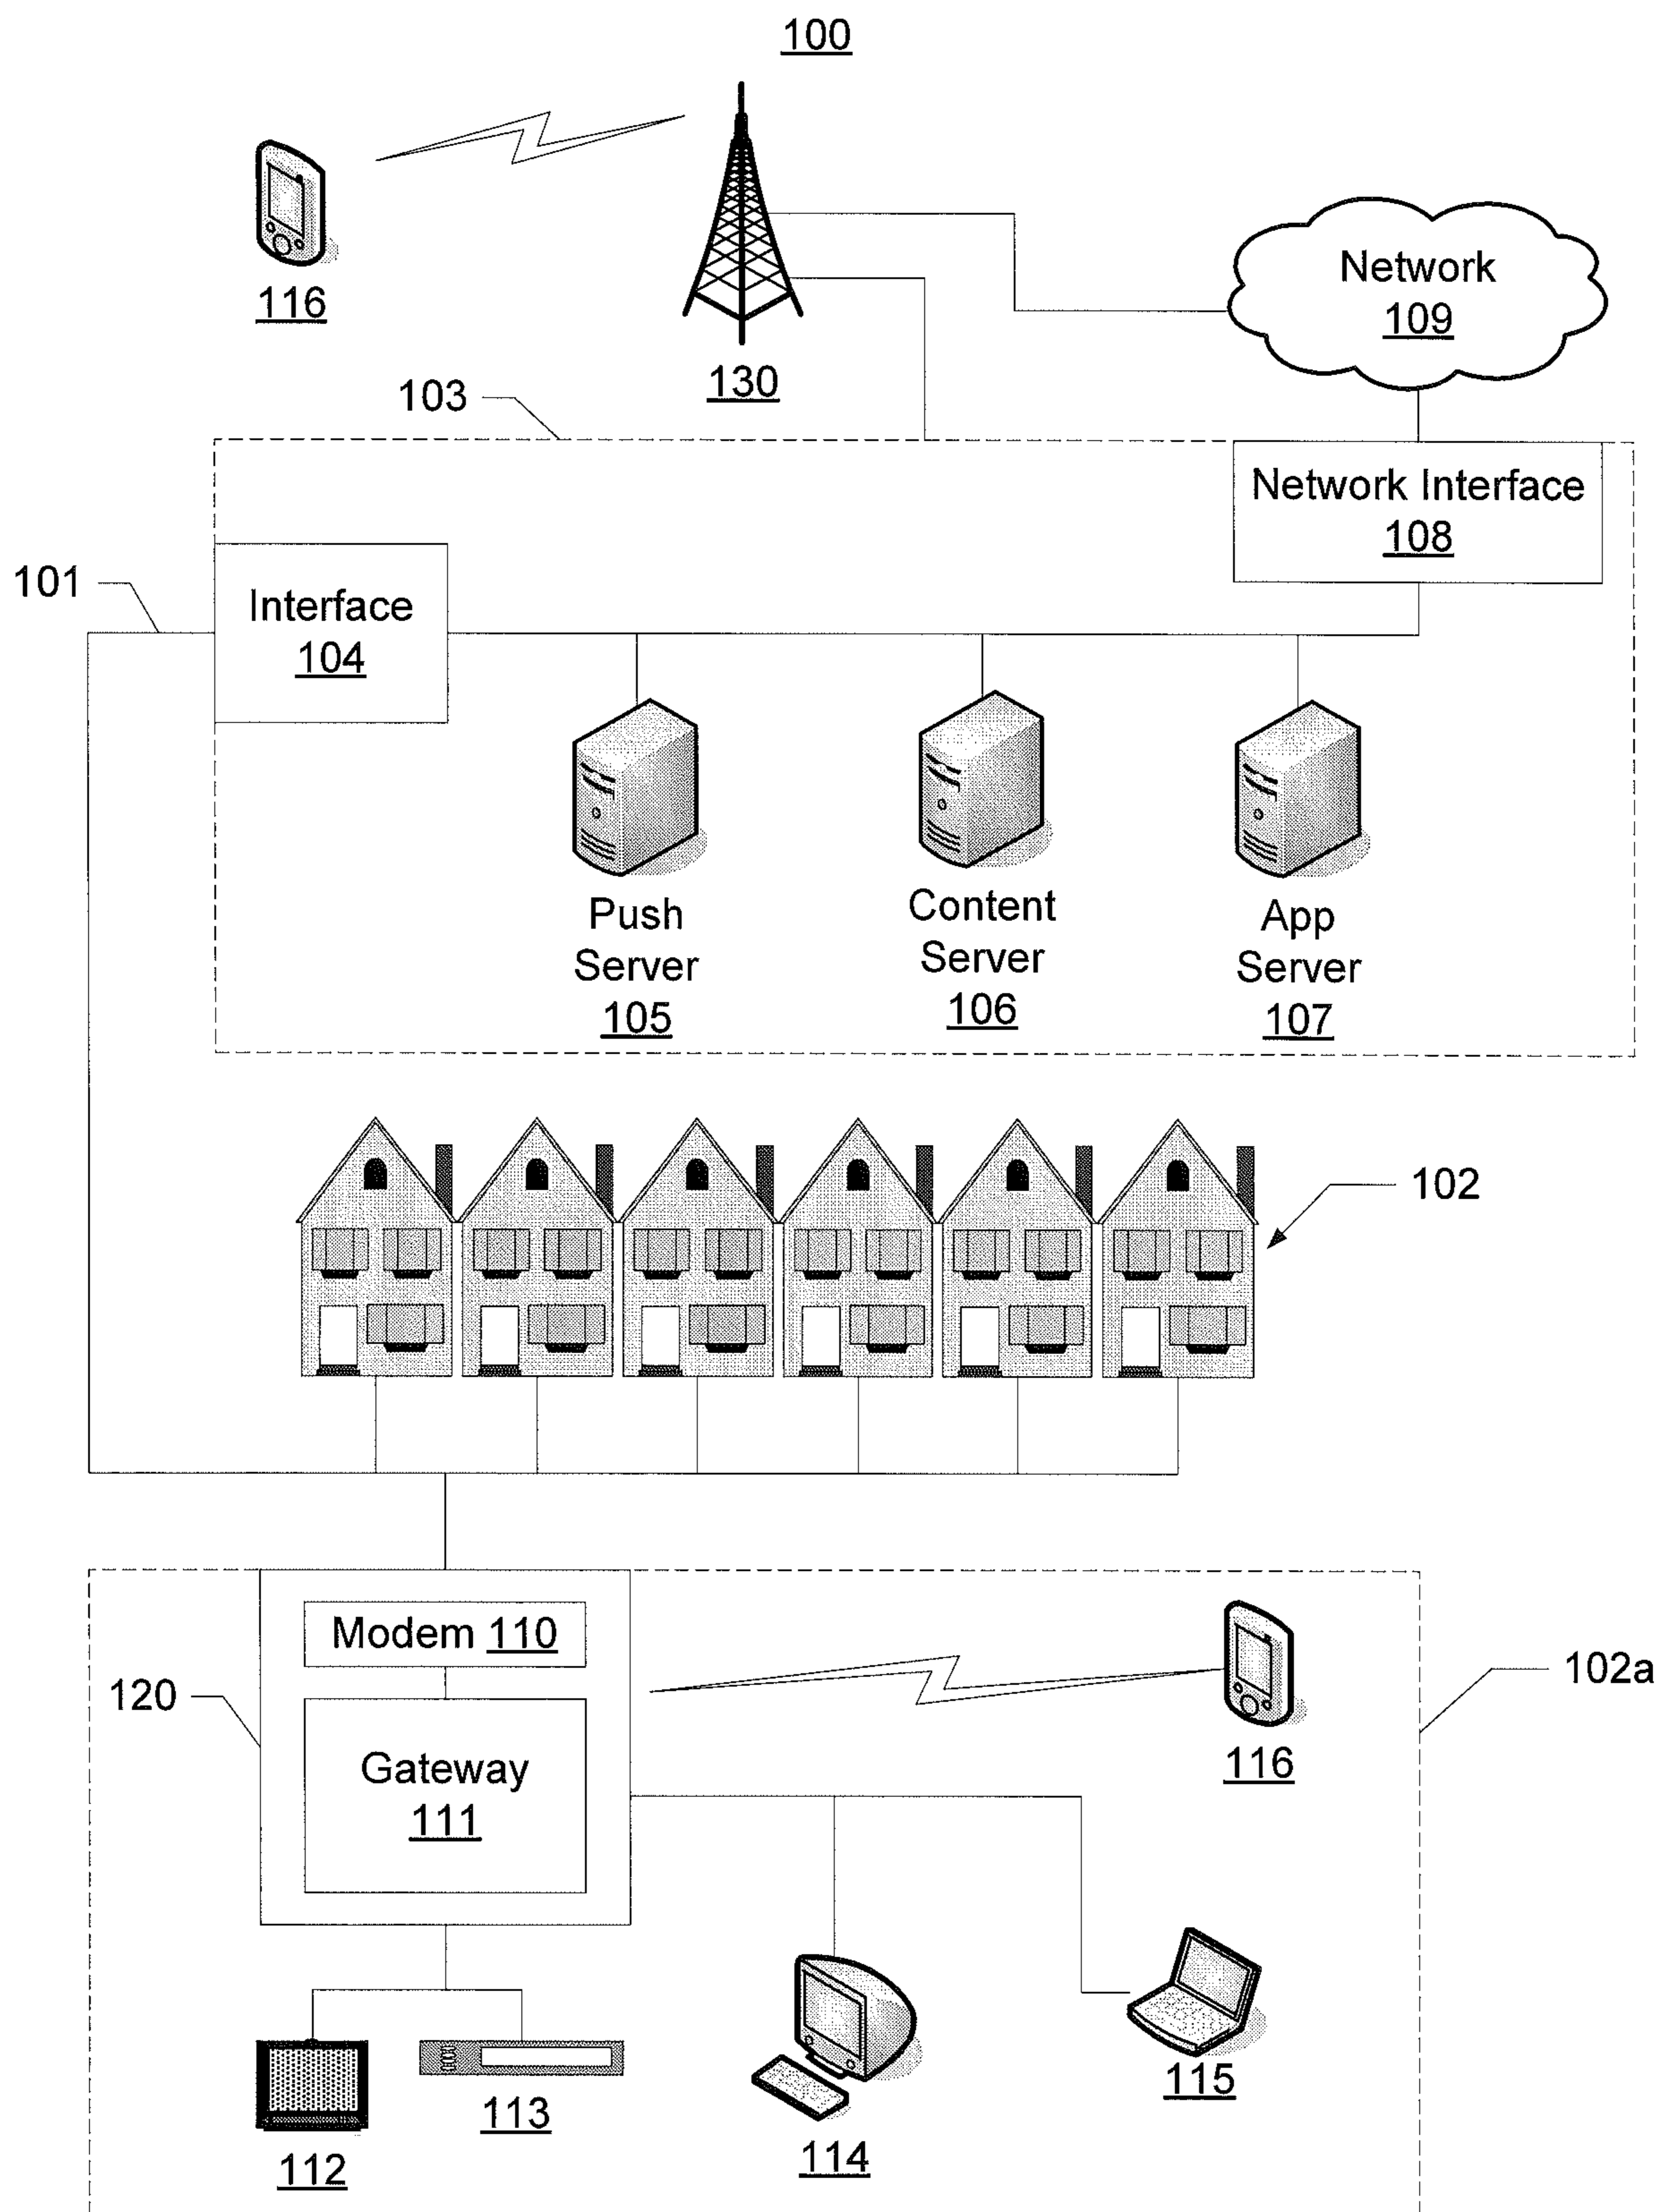 100
116
130
Network
109
103
Network Interface
108
101
Interface
104
Push
Server
105
Content
Server
106
App
Server
107
102
Modem 110
120
Gateway
111
116
102a
112
113
114
115